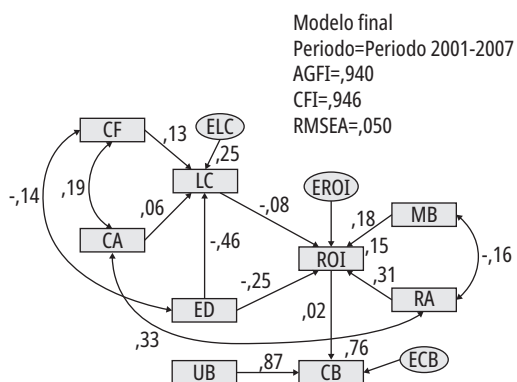 Modelo final
Periodo=Periodo 2001-2007
AGFI=,940
CFI=,946
RMSEA=,050
CF
,13
ELC
,25
LC
-,14
,19
,06
CA
-,08
EROI
,18
MB
,15
ROI
-,46
-,16
,31
-,25
ED
RA
,02
,33
,76
ECB
UB
,87
CB